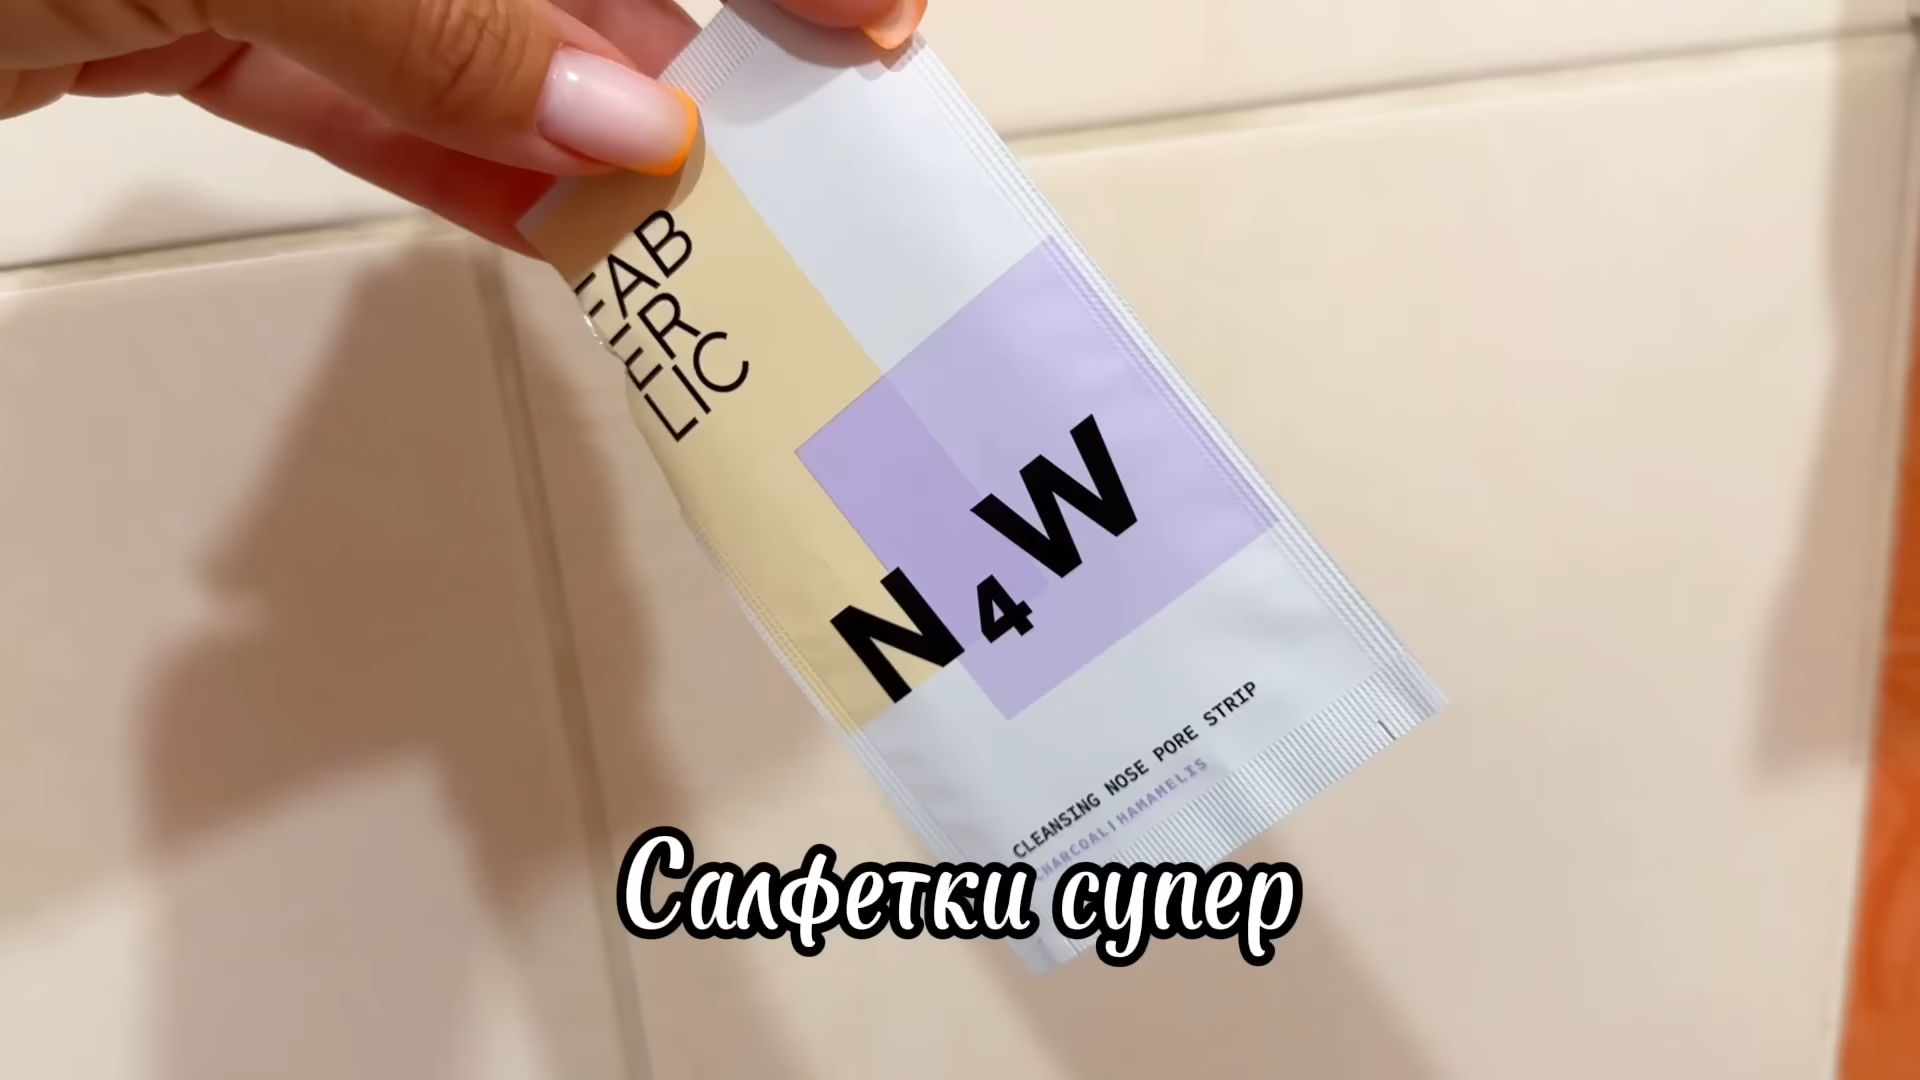 FAB
ER
LIC
N4W
CLEANSING NOSE PORE STRIP
CHARCOAL|HAMAMELIS
Салфетки супер